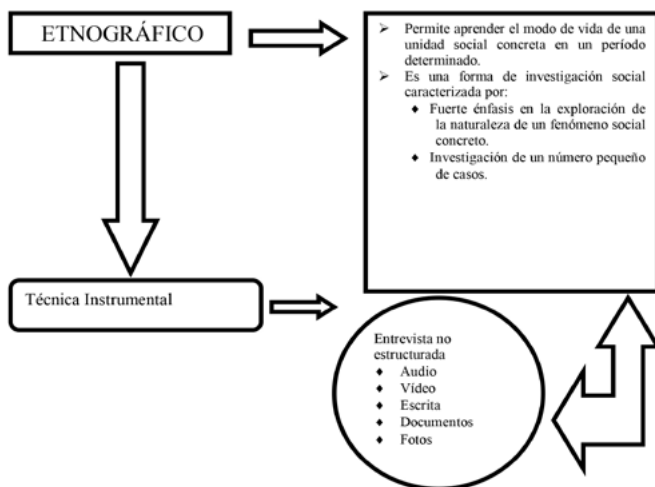 ETNOGRÁFICO
➢ Permite aprender el modo de vida de una
unidad social concreta en un período
determinado.
➢ Es una forma de investigación social
caracterizada por:
♦ Fuerte énfasis en la exploración de
la naturaleza de un fenómeno social
concreto.
♦ Investigación de un número pequeño
de casos.
Técnica Instrumental
Entrevista no
estructurada
♦ Audio
♦ Vídeo
♦ Escrita
♦ Documentos
♦ Fotos